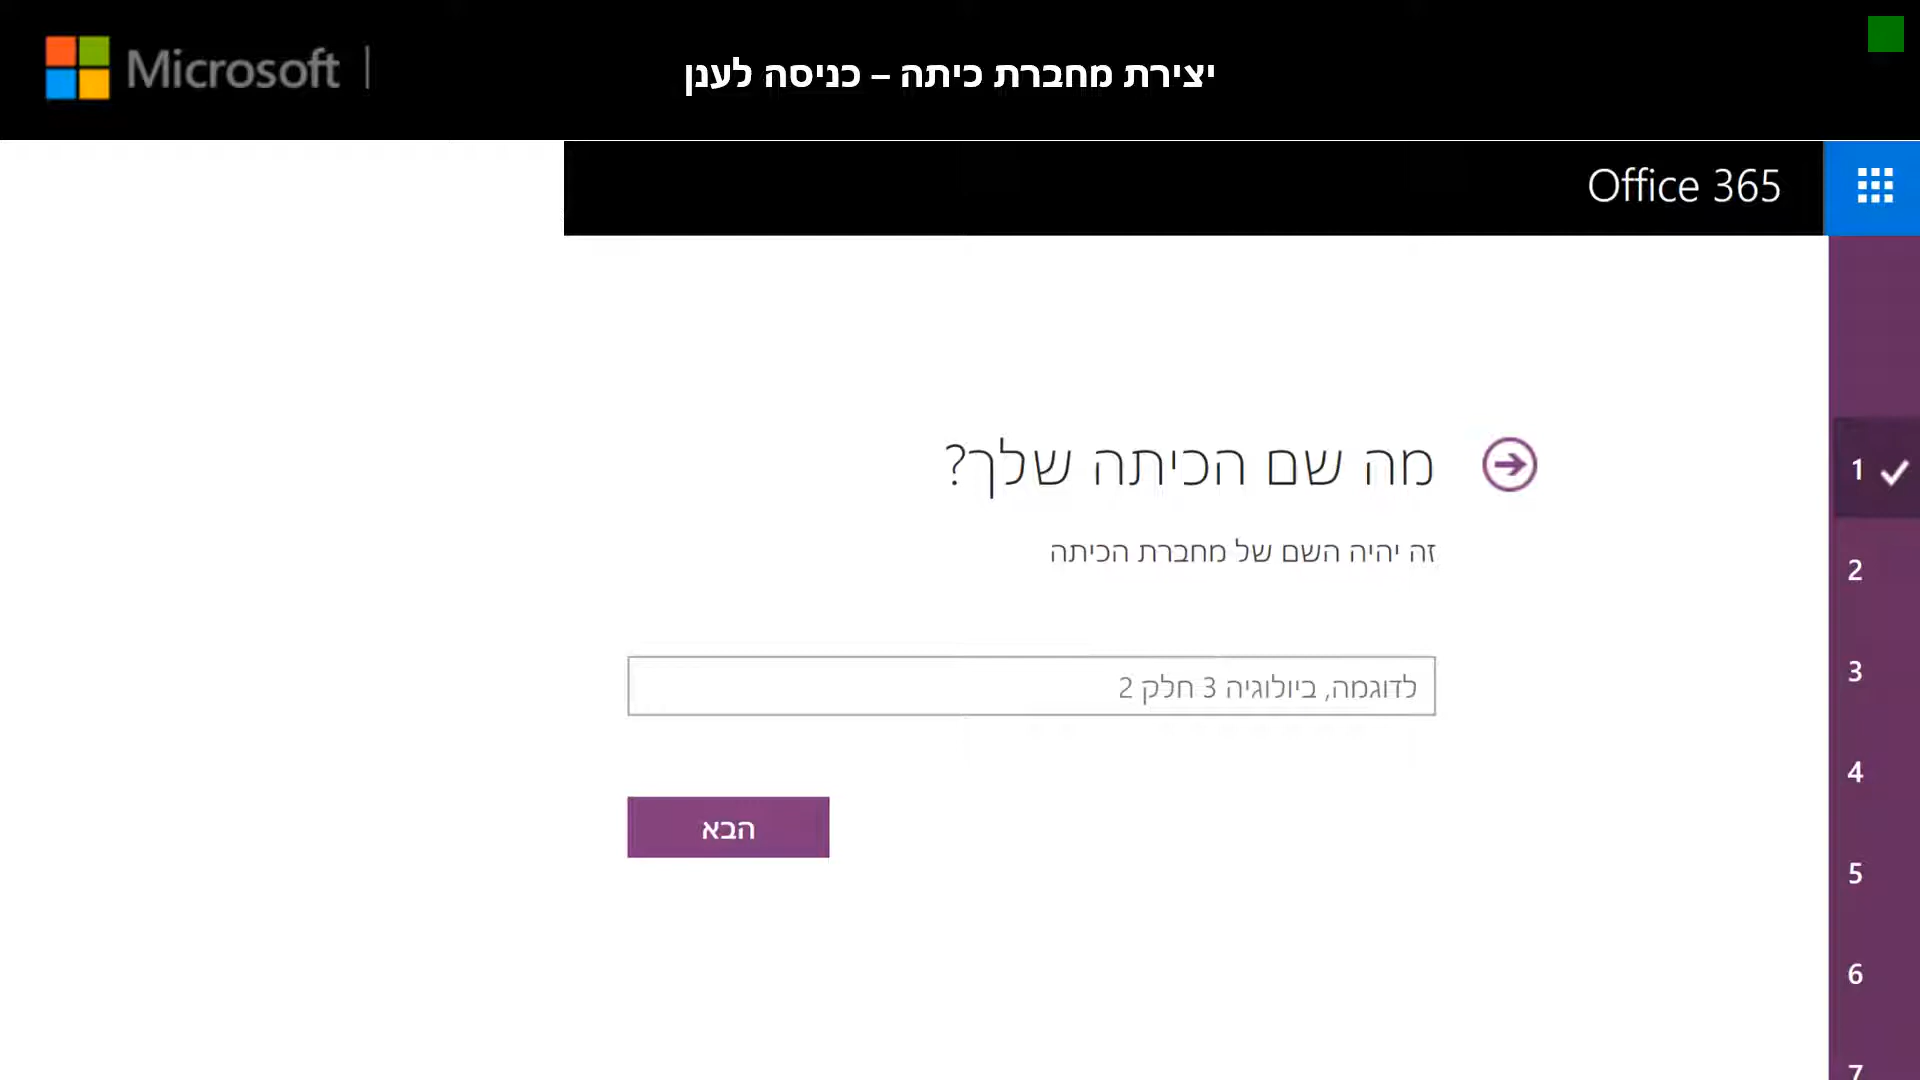 Microsoft
יצירת מחברת כיתה – כניסה לענן
Office 365
מה שם הכיתה שלך?
זה יהיה השם של מחברת הכיתה
לדוגמה, ביולוגיה 3 חלק 2
הבא
1
2
3
4
5
6
7